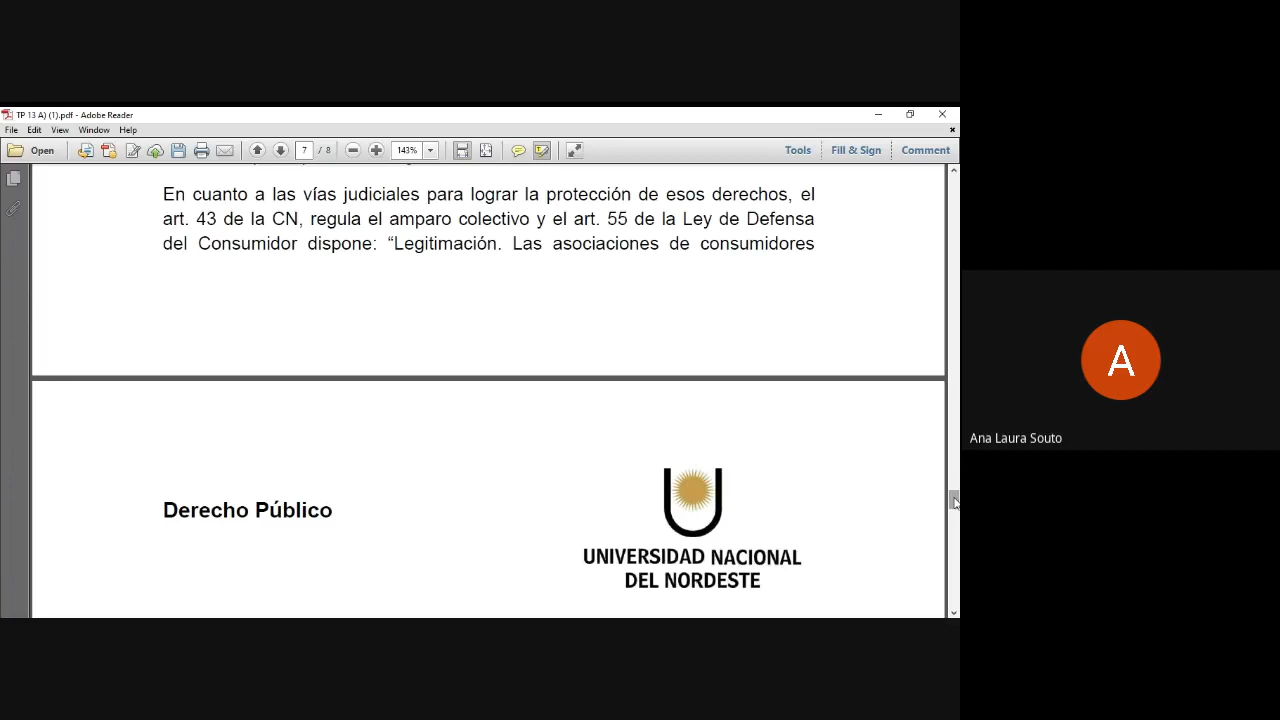 TP 13 A) (1).pdf - Adobe Reader
File Edit View Window Help
Open 7 / 8 143% Tools Fill & Sign Comment
En cuanto a las vías judiciales para lograr la protección de esos derechos, el
art. 43 de la CN, regula el amparo colectivo y el art. 55 de la Ley de Defensa
del Consumidor dispone: “Legitimación. Las asociaciones de consumidores
Derecho Público
UNIVERSIDAD NACIONAL
DEL NORDESTE
A
Ana Laura Souto